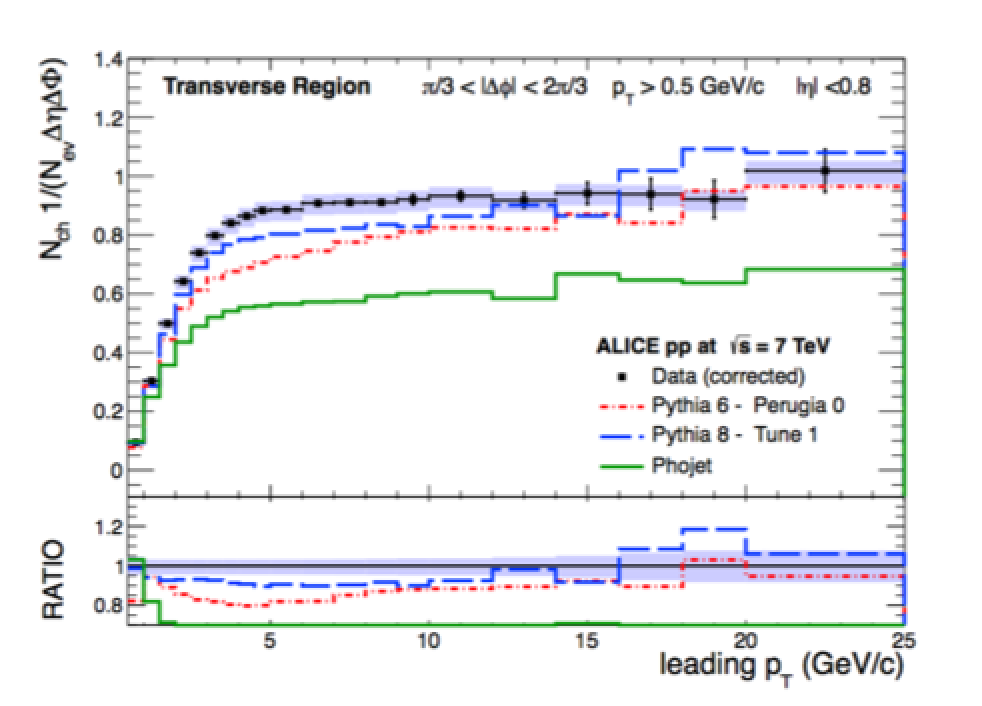 Transverse Region π/3 < |Δϕ| < 2π/3 p_T > 0.5 GeV/c |η| <0.8
N_ch 1/(N_ev ΔηΔΦ)
1.4
1.2
1
0.8
0.6
0.4
0.2
0
ALICE pp at √s = 7 TeV
Data (corrected)
Pythia 6 - Perugia 0
Pythia 8 - Tune 1
Phojet
RATIO
1.2
1
0.8
5 10 15 20 25
leading p_T (GeV/c)